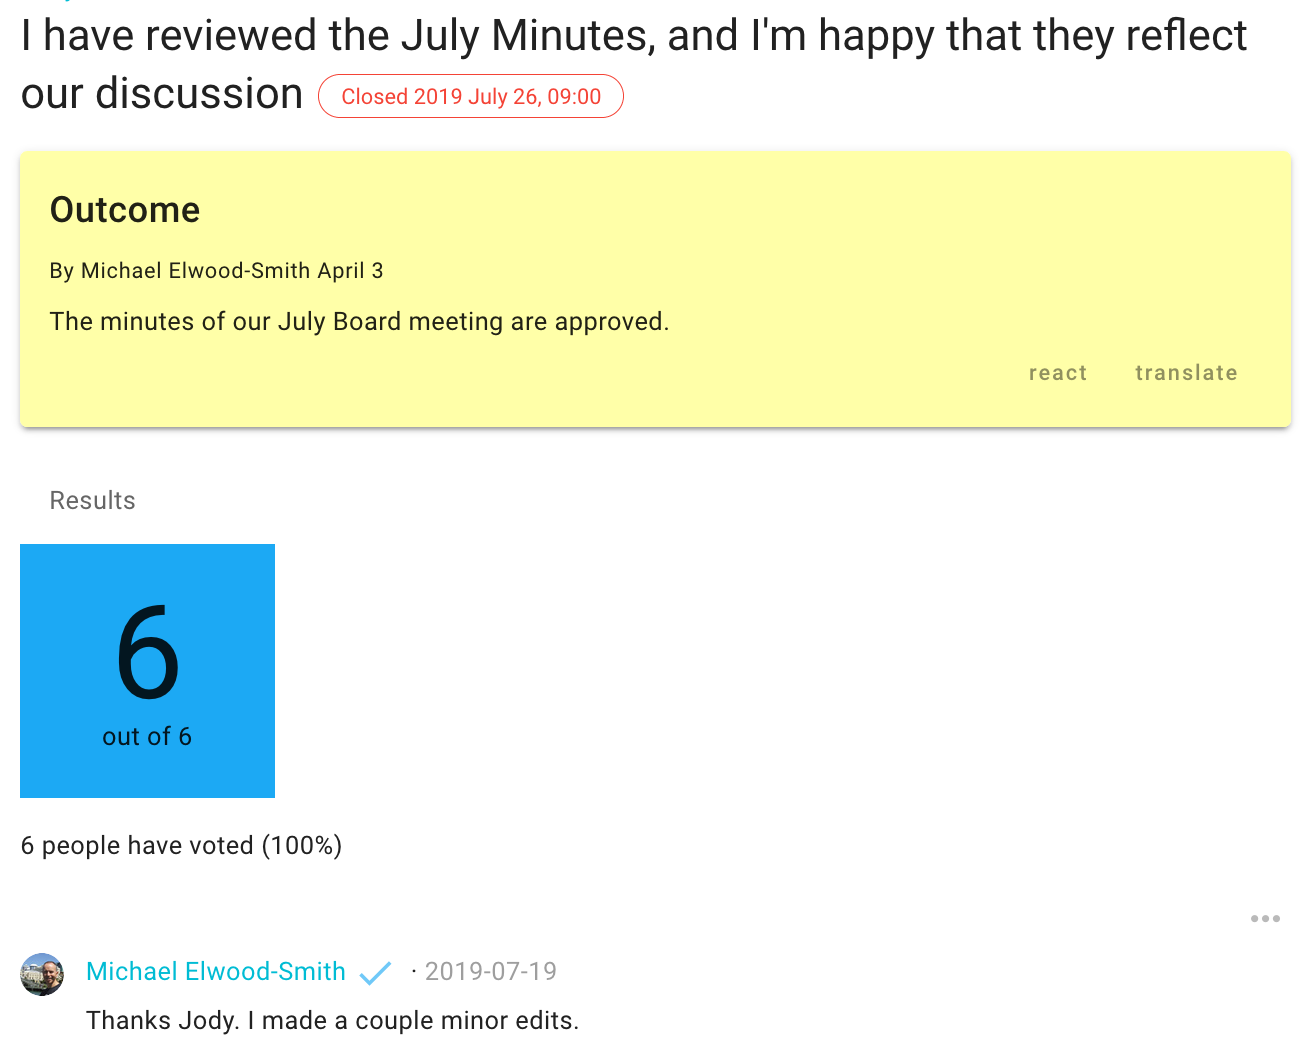 I have reviewed the July Minutes, and I'm happy that they reflect
our discussion Closed 2019 July 26, 09:00
Outcome
By Michael Elwood-Smith April 3
The minutes of our July Board meeting are approved.
react translate
Results
6
out of 6
6 people have voted (100%)
Michael Elwood-Smith · 2019-07-19
Thanks Jody. I made a couple minor edits.